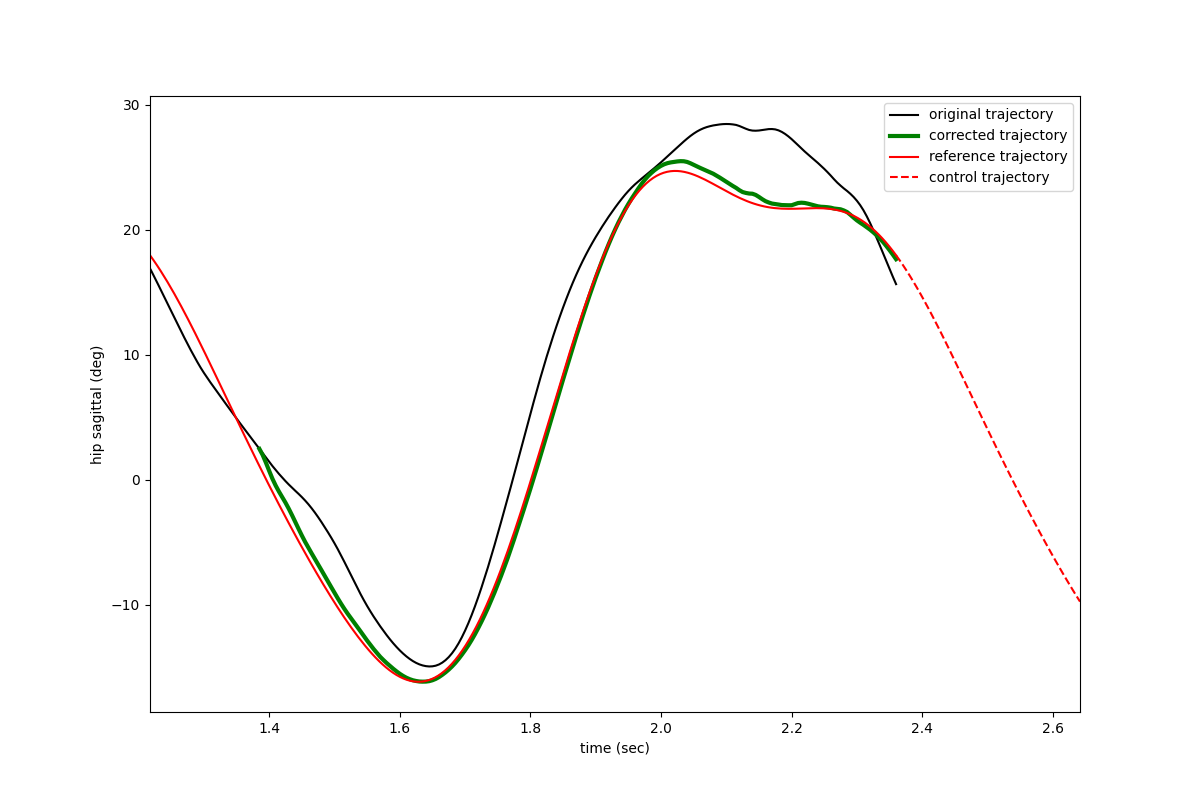 original trajectory
corrected trajectory
reference trajectory
control trajectory
30
20
10
0
−10
hip sagittal (deg)
1.4
1.6
1.8
2.0
2.2
2.4
2.6
time (sec)